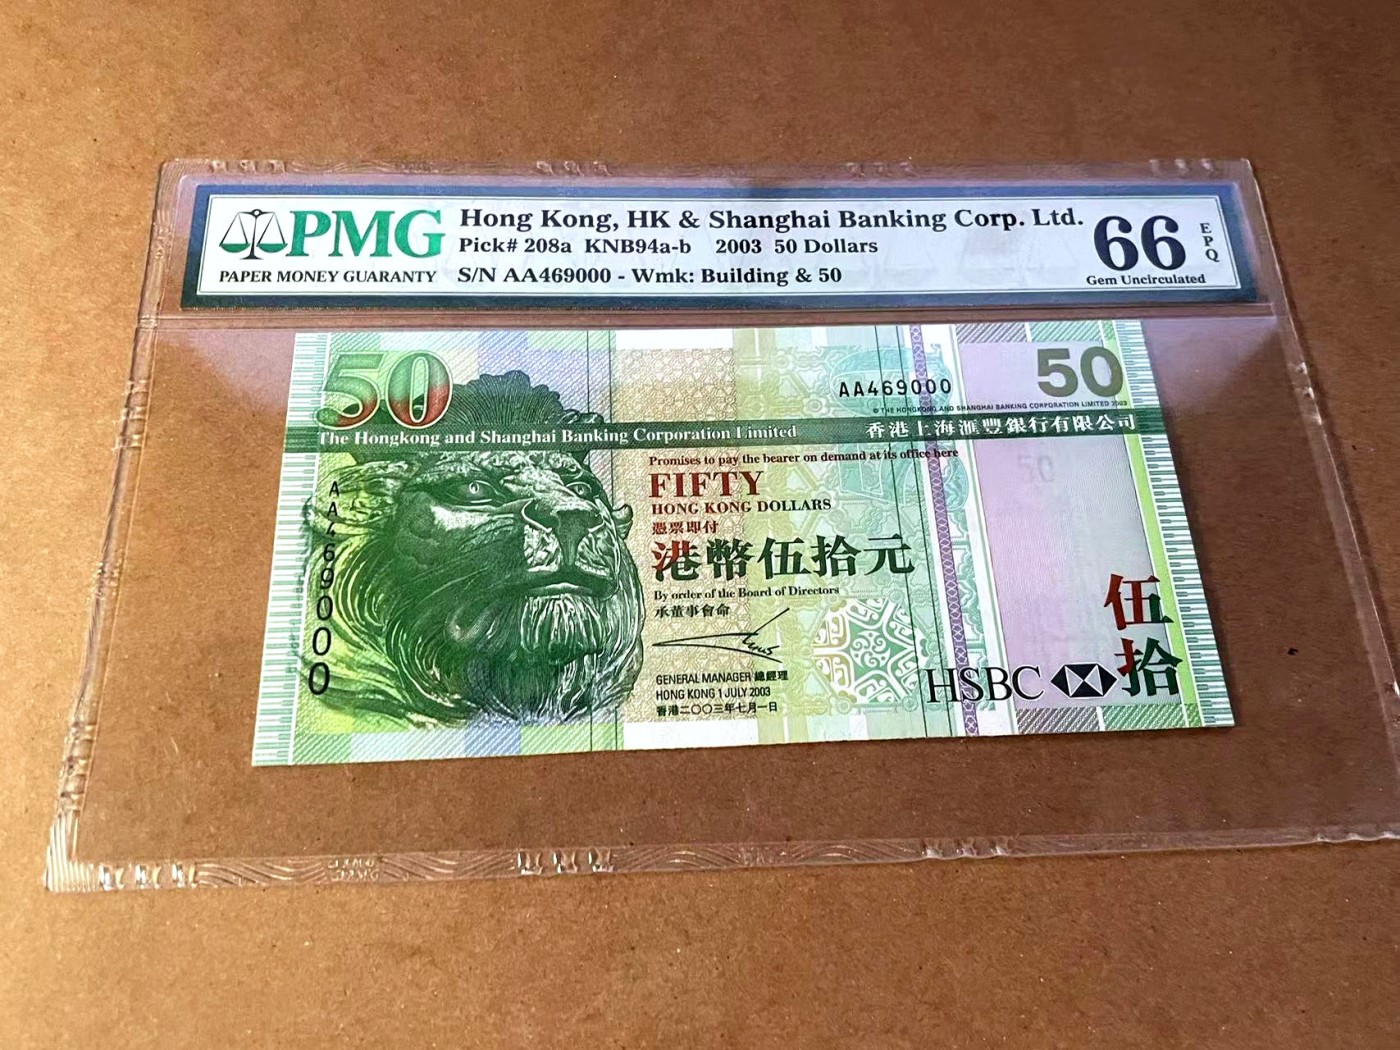 PMG
PAPER MONEY GUARANTY
Hong Kong, HK & Shanghai Banking Corp. Ltd.
Pick# 208a KNB94a-b 2003 50 Dollars
S/N AA469000 - Wmk: Building & 50
66
EPQ
Gem Uncirculated
50
AA469000
50
© THE HONGKONG AND SHANGHAI BANKING CORPORATION LIMITED 2003
The Hongkong and Shanghai Banking Corporation Limited
香港上海滙豐銀行有限公司
Promises to pay the bearer on demand at its office here
50
FIFTY
HONG KONG DOLLARS
憑票即付
港幣伍拾元
By order of the Board of Directors
承董事會命
GENERAL MANAGER 總經理
HONG KONG 1 JULY 2003
香港二〇〇三年七月一日
AA469000
伍拾
HSBC